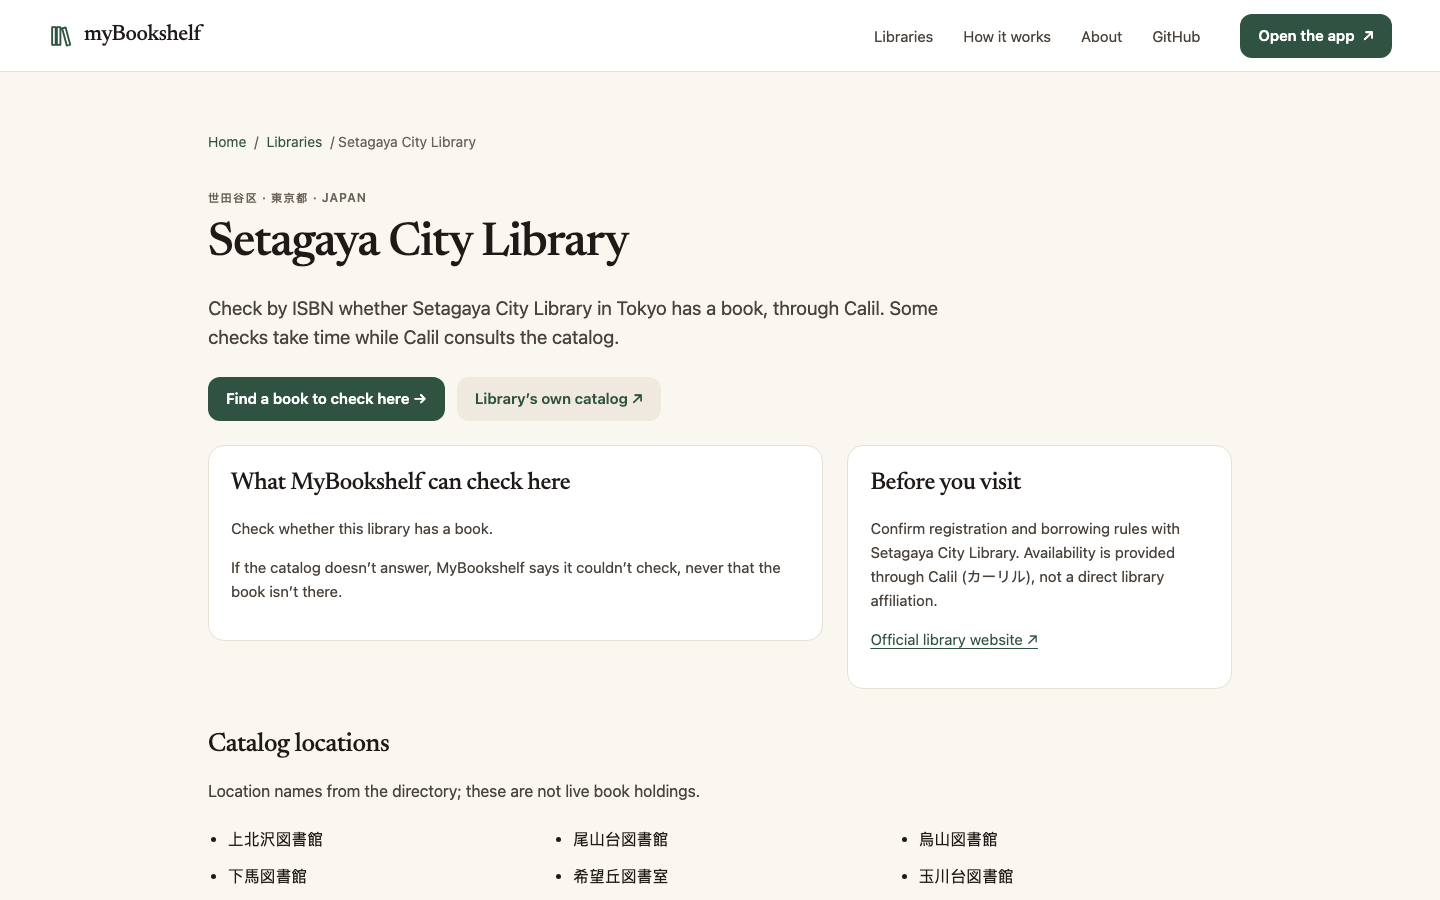 myBookshelf
Libraries
How it works
About
GitHub
Open the app ↗
Home / Libraries / Setagaya City Library
世田谷区 · 東京都 · JAPAN
Setagaya City Library
Check by ISBN whether Setagaya City Library in Tokyo has a book, through Calil. Some
checks take time while Calil consults the catalog.
Find a book to check here →
Library’s own catalog ↗
What MyBookshelf can check here
Check whether this library has a book.
If the catalog doesn’t answer, MyBookshelf says it couldn’t check, never that the
book isn’t there.
Before you visit
Confirm registration and borrowing rules with
Setagaya City Library. Availability is provided
through Calil (カーリル), not a direct library
affiliation.
Official library website ↗
Catalog locations
Location names from the directory; these are not live book holdings.
• 上北沢図書館
• 尾山台図書館
• 烏山図書館
• 下馬図書館
• 希望丘図書室
• 玉川台図書館